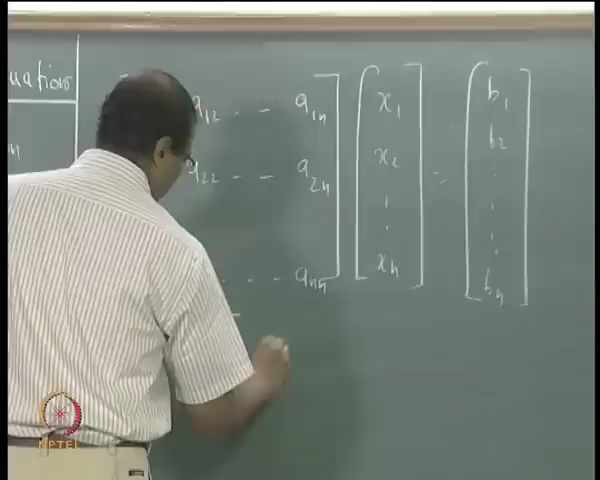 uations
a12 - - a1n x1 = b1
a22 - - a2n x2 b2
- - - ann xn bn
NPTEL